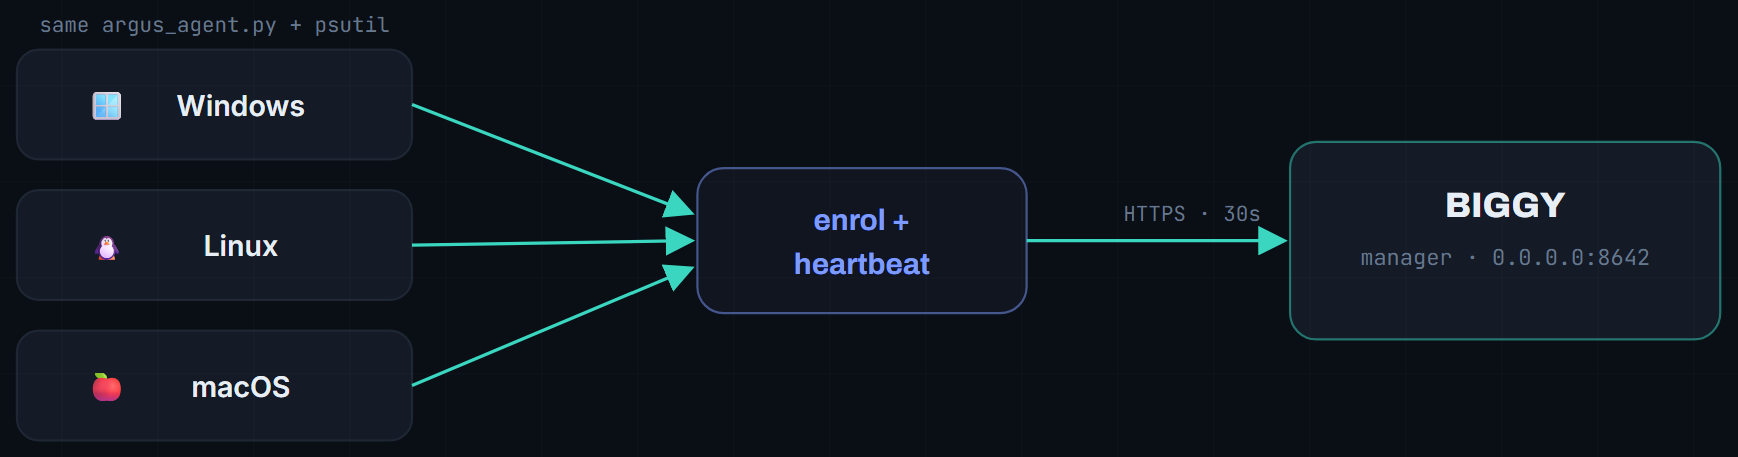 same argus_agent.py + psutil
Windows
Linux
macOS
enrol +
heartbeat
HTTPS · 30s
BIGGY
manager · 0.0.0.0:8642